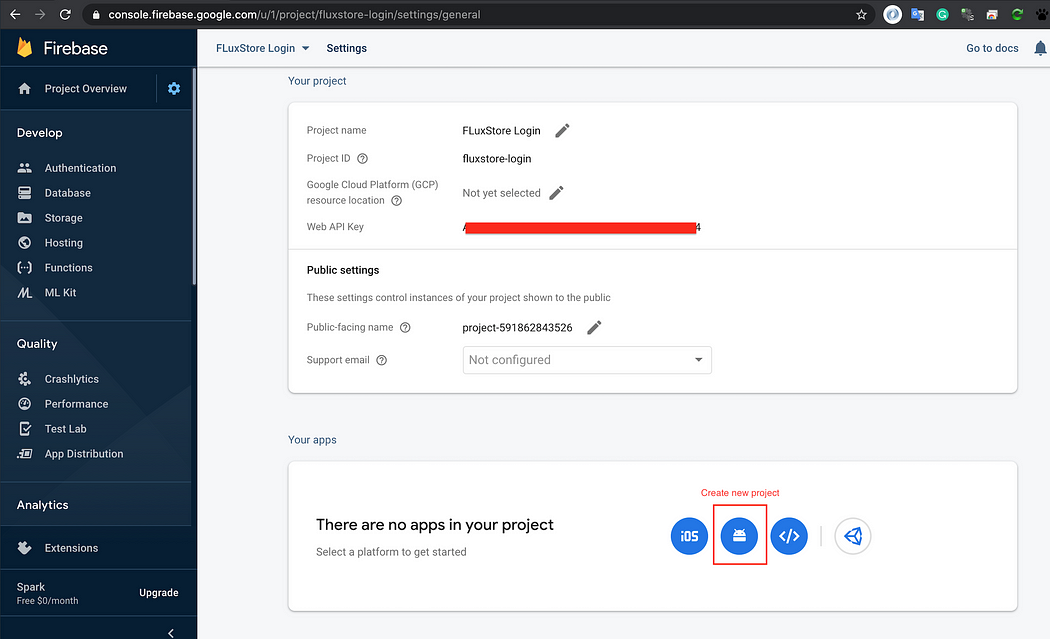 console.firebase.google.com/u/1/project/fluxstore-login/settings/general
Firebase
FLuxStore Login
Settings
Go to docs
Project Overview
Develop
Authentication
Database
Storage
Hosting
Functions
ML Kit
Quality
Crashlytics
Performance
Test Lab
App Distribution
Analytics
Extensions
Spark
Free $0/month
Upgrade
Your project
Project name
FLuxStore Login
Project ID
fluxstore-login
Google Cloud Platform (GCP)
resource location
Not yet selected
Web API Key
4
Public settings
These settings control instances of your project shown to the public
Public-facing name
project-591862843526
Support email
Not configured
Your apps
Create new project
There are no apps in your project
Select a platform to get started
iOS